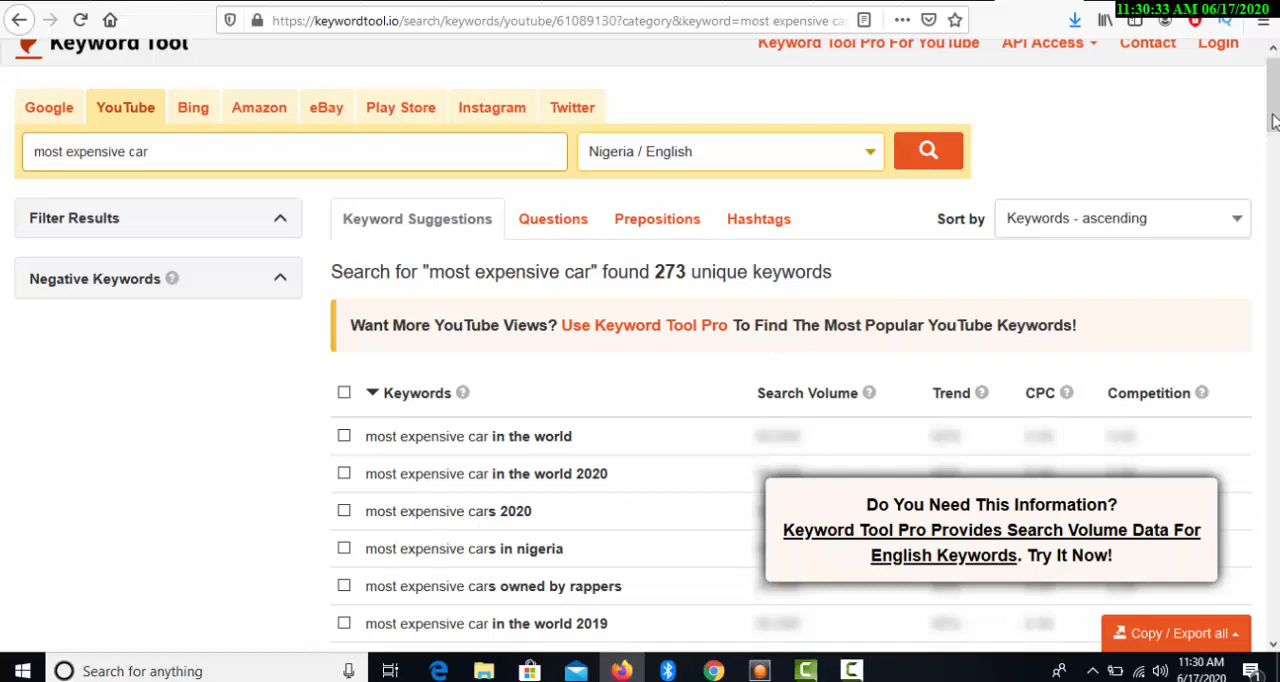 11:30:33 AM 06/17/2020
https://keywordtool.io/search/keywords/youtube/61089130?category&keyword=most expensive ca
Keyword Tool
Keyword Tool Pro For YouTube API Access Contact Login
Google YouTube Bing Amazon eBay Play Store Instagram Twitter
most expensive car
Nigeria / English
Filter Results
Negative Keywords
Keyword Suggestions Questions Prepositions Hashtags
Sort by Keywords - ascending
Search for "most expensive car" found 273 unique keywords
Want More YouTube Views? Use Keyword Tool Pro To Find The Most Popular YouTube Keywords!
Keywords Search Volume Trend CPC Competition
most expensive car in the world
most expensive car in the world 2020
most expensive cars 2020
most expensive cars in nigeria
most expensive cars owned by rappers
most expensive car in the world 2019
Do You Need This Information?
Keyword Tool Pro Provides Search Volume Data For
English Keywords. Try It Now!
Copy / Export all
Search for anything
11:30 AM
6/17/2020